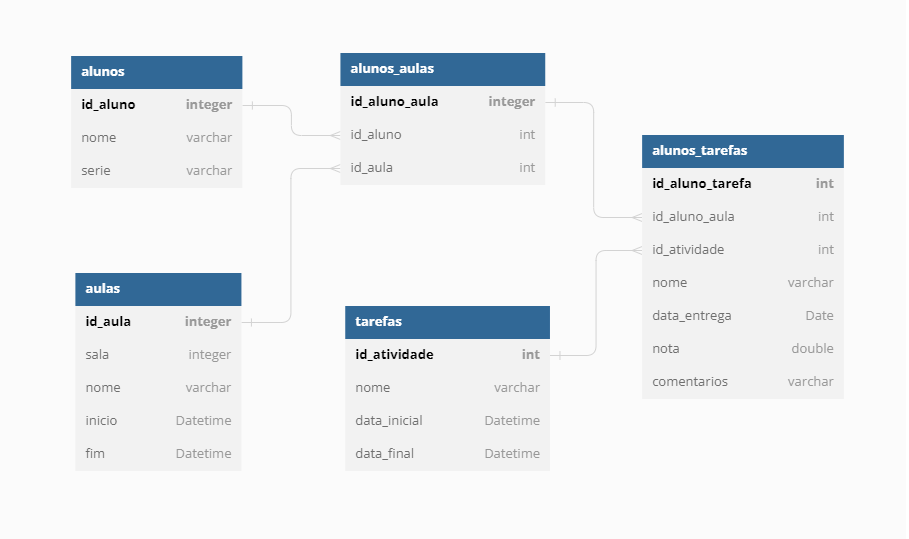 alunos
id_aluno integer
nome varchar
serie varchar
alunos_aulas
id_aluno_aula integer
id_aluno int
id_aula int
alunos_tarefas
id_aluno_tarefa int
id_aluno_aula int
id_atividade int
nome varchar
data_entrega Date
nota double
comentarios varchar
aulas
id_aula integer
sala integer
nome varchar
inicio Datetime
fim Datetime
tarefas
id_atividade int
nome varchar
data_inicial Datetime
data_final Datetime